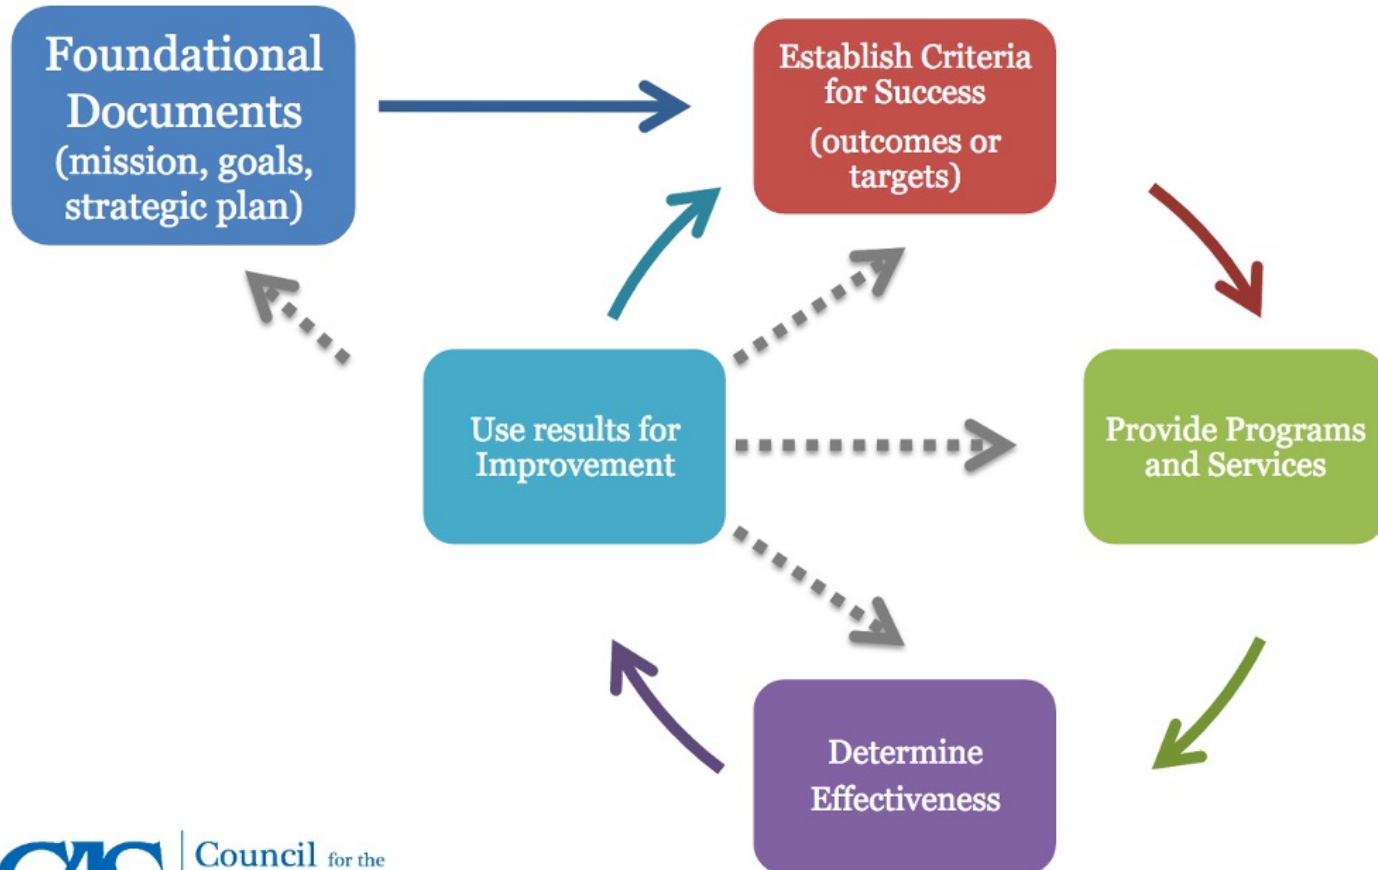 Foundational
Documents
(mission, goals,
strategic plan)
Establish Criteria
for Success
(outcomes or
targets)
Use results for
Improvement
Provide Programs
and Services
Determine
Effectiveness
CAS
Council for the